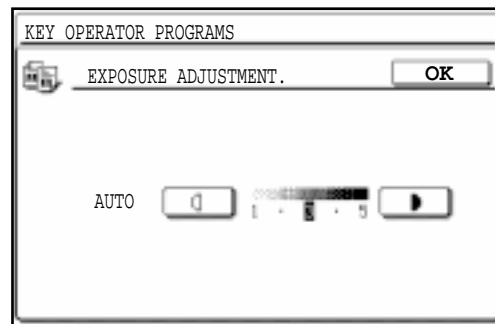 KEY OPERATOR PROGRAMS
EXPOSURE ADJUSTMENT. OK
AUTO
1 · 3 · 5